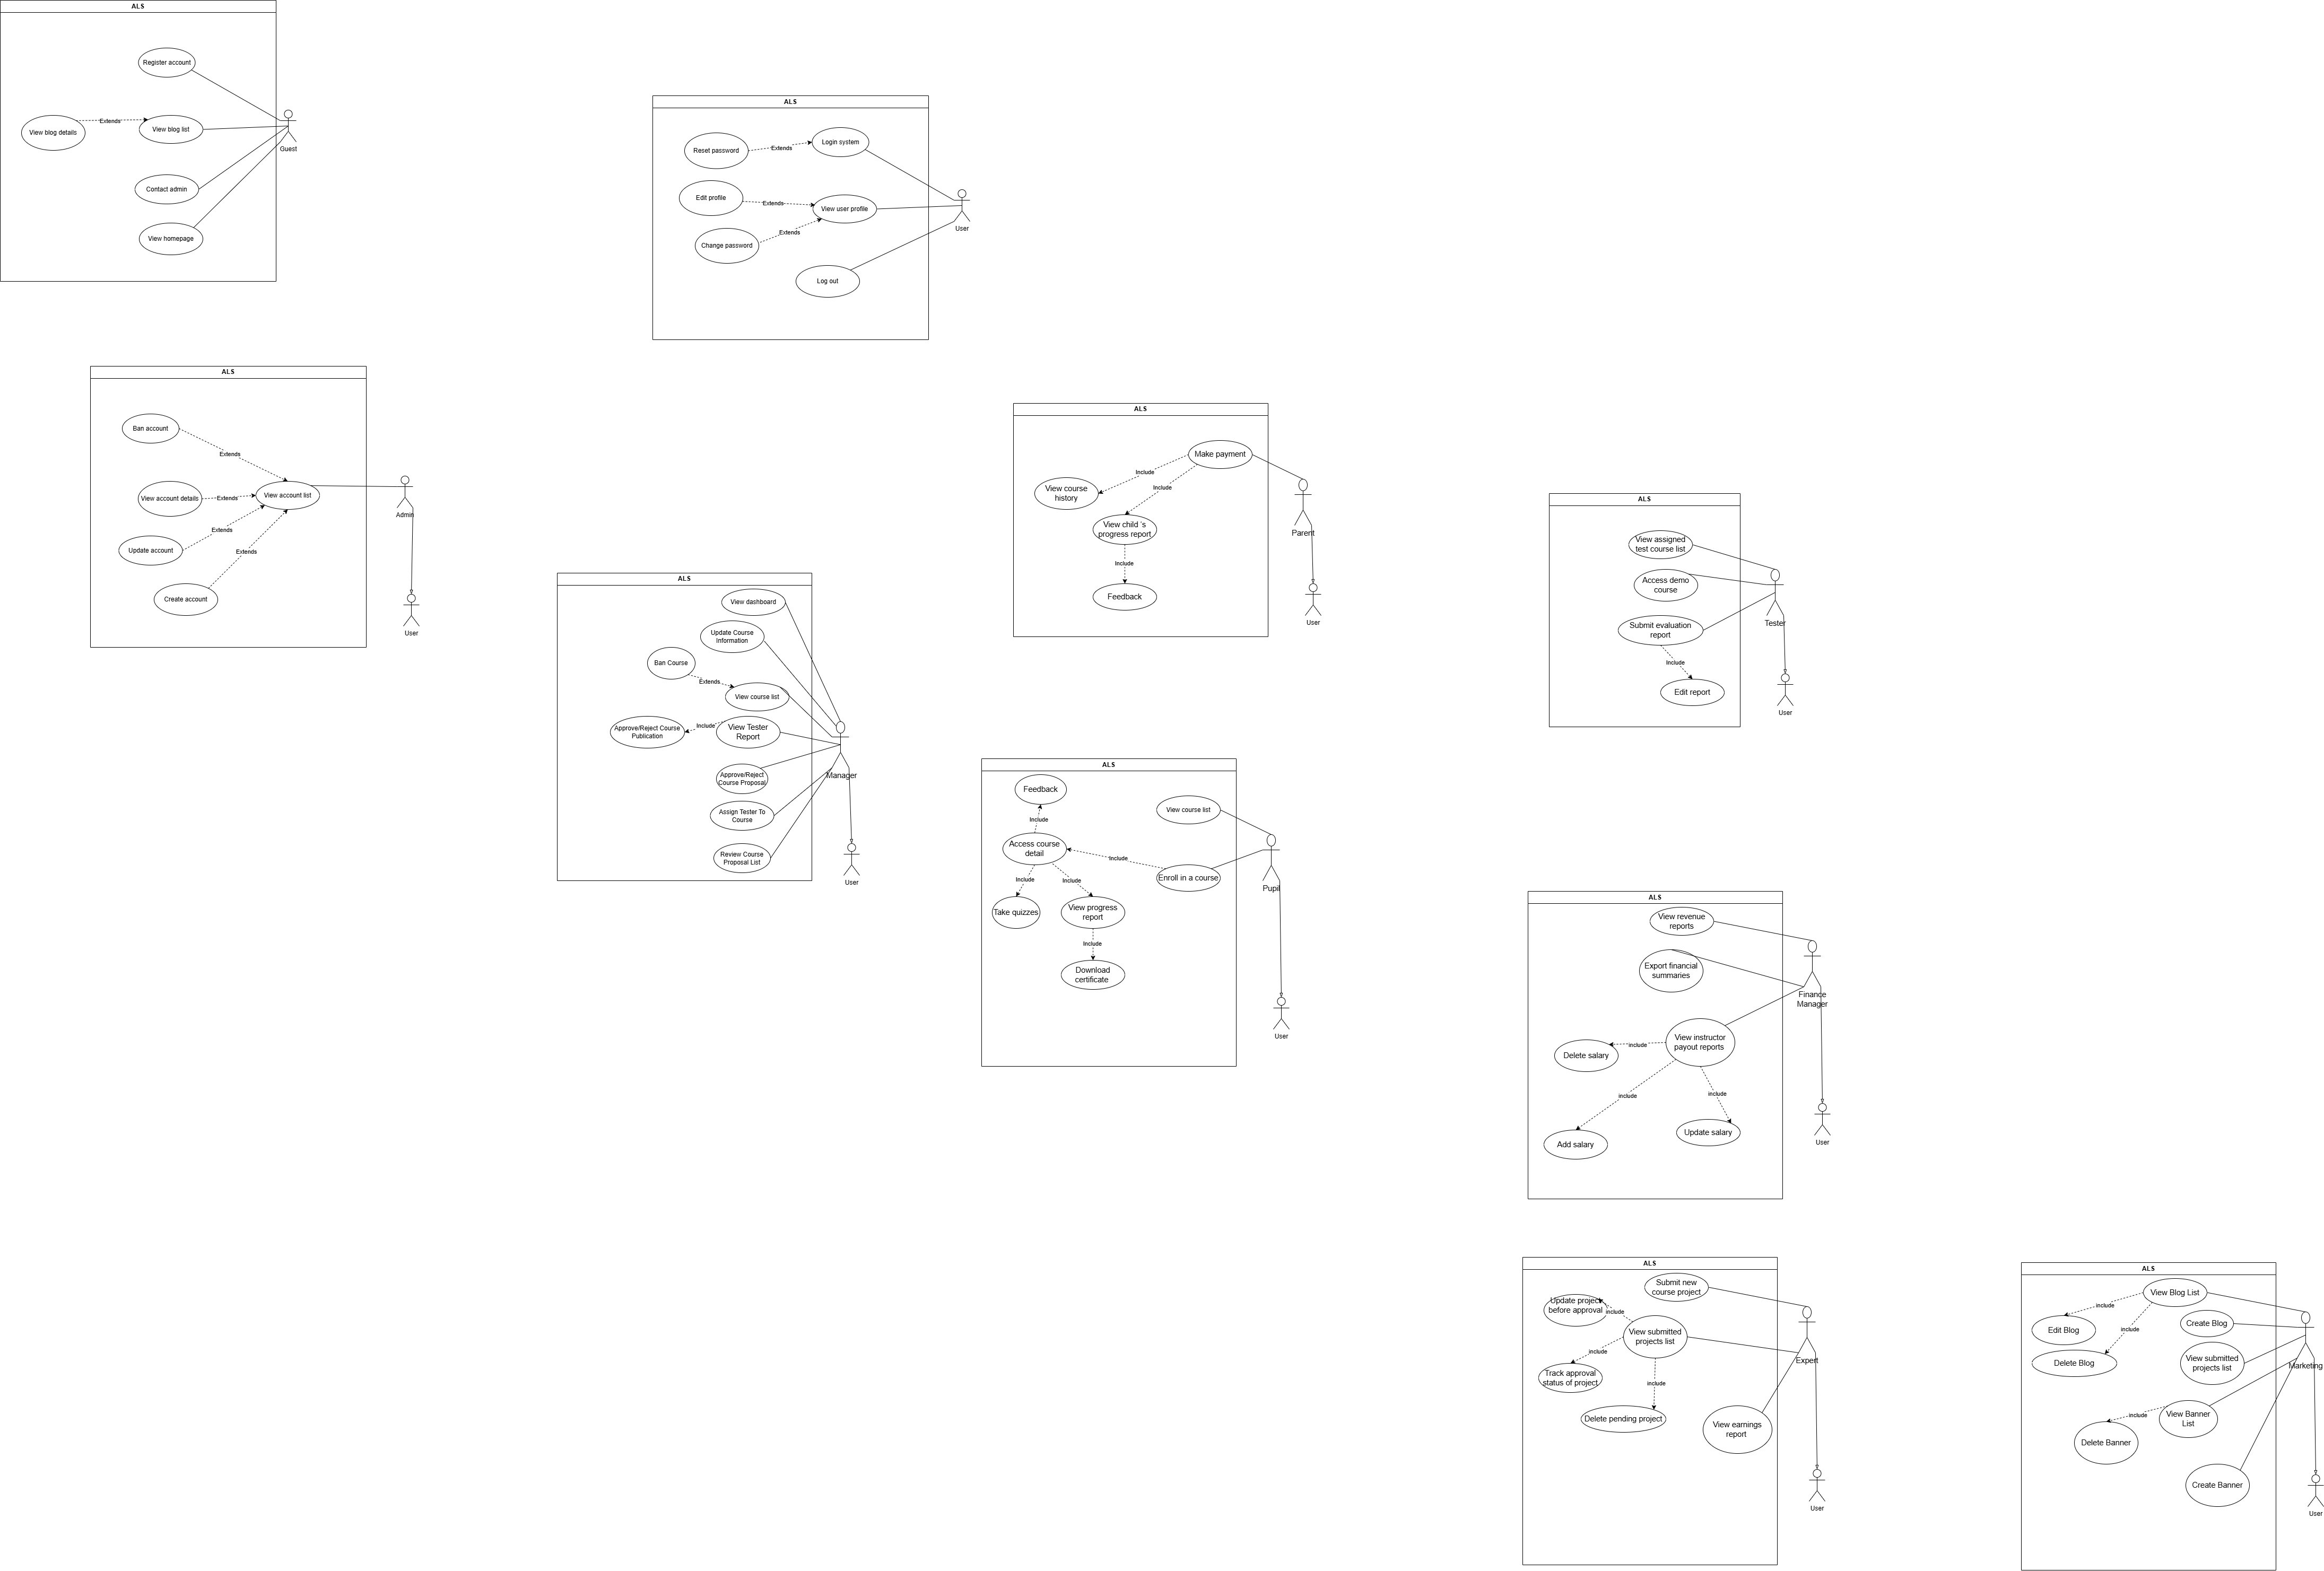 ALS
Register account
View blog details
Extends
View blog list
Guest
Contact admin
View homepage
ALS
Reset password
Extends
Login system
Edit profile
Extends
View user profile
Change password
Extends
User
Log out
ALS
Ban account
Extends
View account details
Extends
View account list
Admin
Update account
Extends
Extends
Create account
User
ALS
View dashboard
Update Course
Information
Ban Course
Extends
View course list
Approve/Reject Course
Publication
Include
View Tester
Report
Approve/Reject
Course Proposal
Manager
Assign Tester To
Course
Review Course
Proposal List
User
ALS
Make payment
Include
View course
history
Include
View child 's
progress report
Parent
Include
Feedback
User
ALS
View assigned
test course list
Access demo
course
Submit evaluation
report
Tester
Include
Edit report
User
ALS
Feedback
View course list
Include
Access course
detail
Include
Enroll in a course
Pupil
Include
Include
Take quizzes
View progress
report
Include
Download
certificate
User
ALS
View revenue
reports
Export financial
summaries
Finance
Manager
View instructor
payout reports
include
Delete salary
include
include
Add salary
Update salary
User
ALS
Submit new
course project
Update project
before approval
include
View submitted
projects list
include
Track approval
status of project
include
Delete pending project
Expert
View earnings
report
User
ALS
View Blog List
include
Edit Blog
include
Create Blog
Delete Blog
View submitted
projects list
Marketing
View Banner
List
include
Delete Banner
Create Banner
User